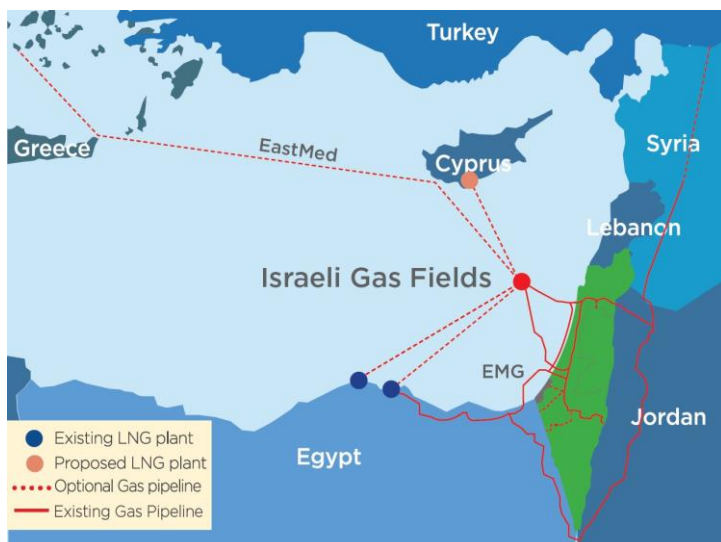 Turkey
Greece
EastMed
Cyprus
Syria
Lebanon
Israeli Gas Fields
EMG
Jordan
Egypt
Existing LNG plant
Proposed LNG plant
Optional Gas pipeline
Existing Gas Pipeline